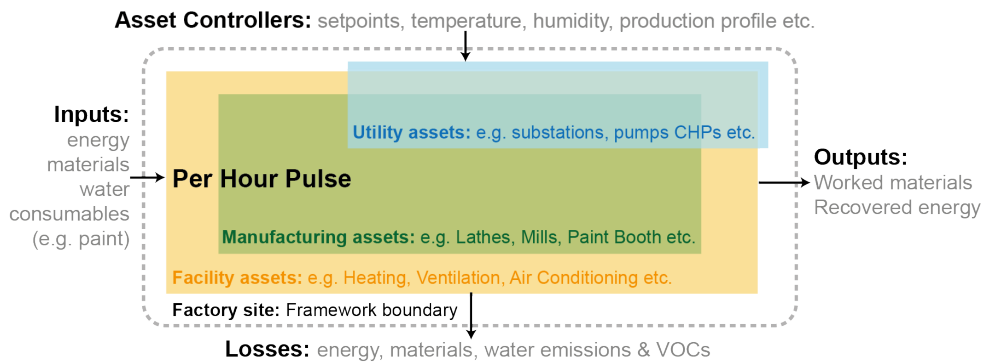 Asset Controllers: setpoints, temperature, humidity, production profile etc.
Inputs:
energy
materials
water
consumables
(e.g. paint)
Utility assets: e.g. substations, pumps CHPs etc.
Per Hour Pulse
Manufacturing assets: e.g. Lathes, Mills, Paint Booth etc.
Facility assets: e.g. Heating, Ventilation, Air Conditioning etc.
Factory site: Framework boundary
Outputs:
Worked materials
Recovered energy
Losses: energy, materials, water emissions & VOCs